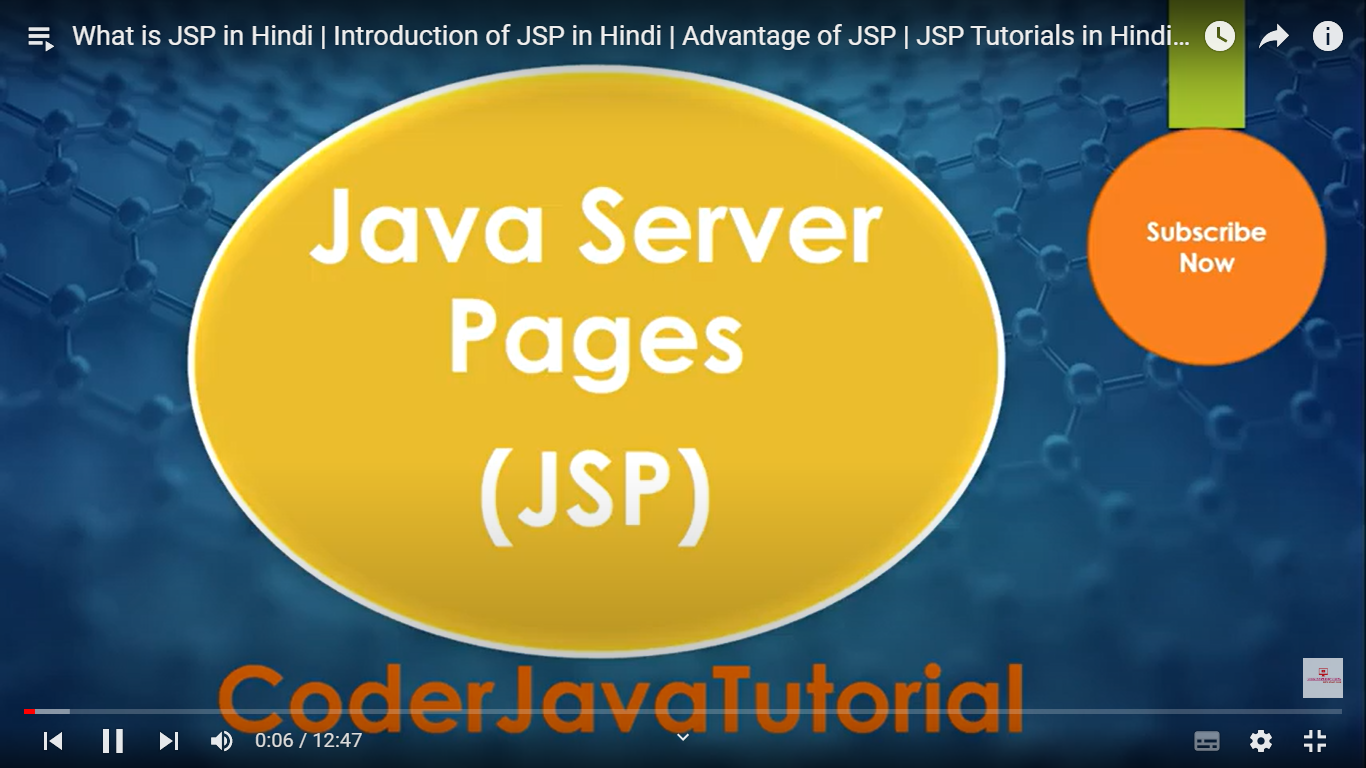 What is JSP in Hindi | Introduction of JSP in Hindi | Advantage of JSP | JSP Tutorials in Hindi...
Java Server
Pages
(JSP)
Subscribe
Now
CoderJavaTutorial
0:06 / 12:47